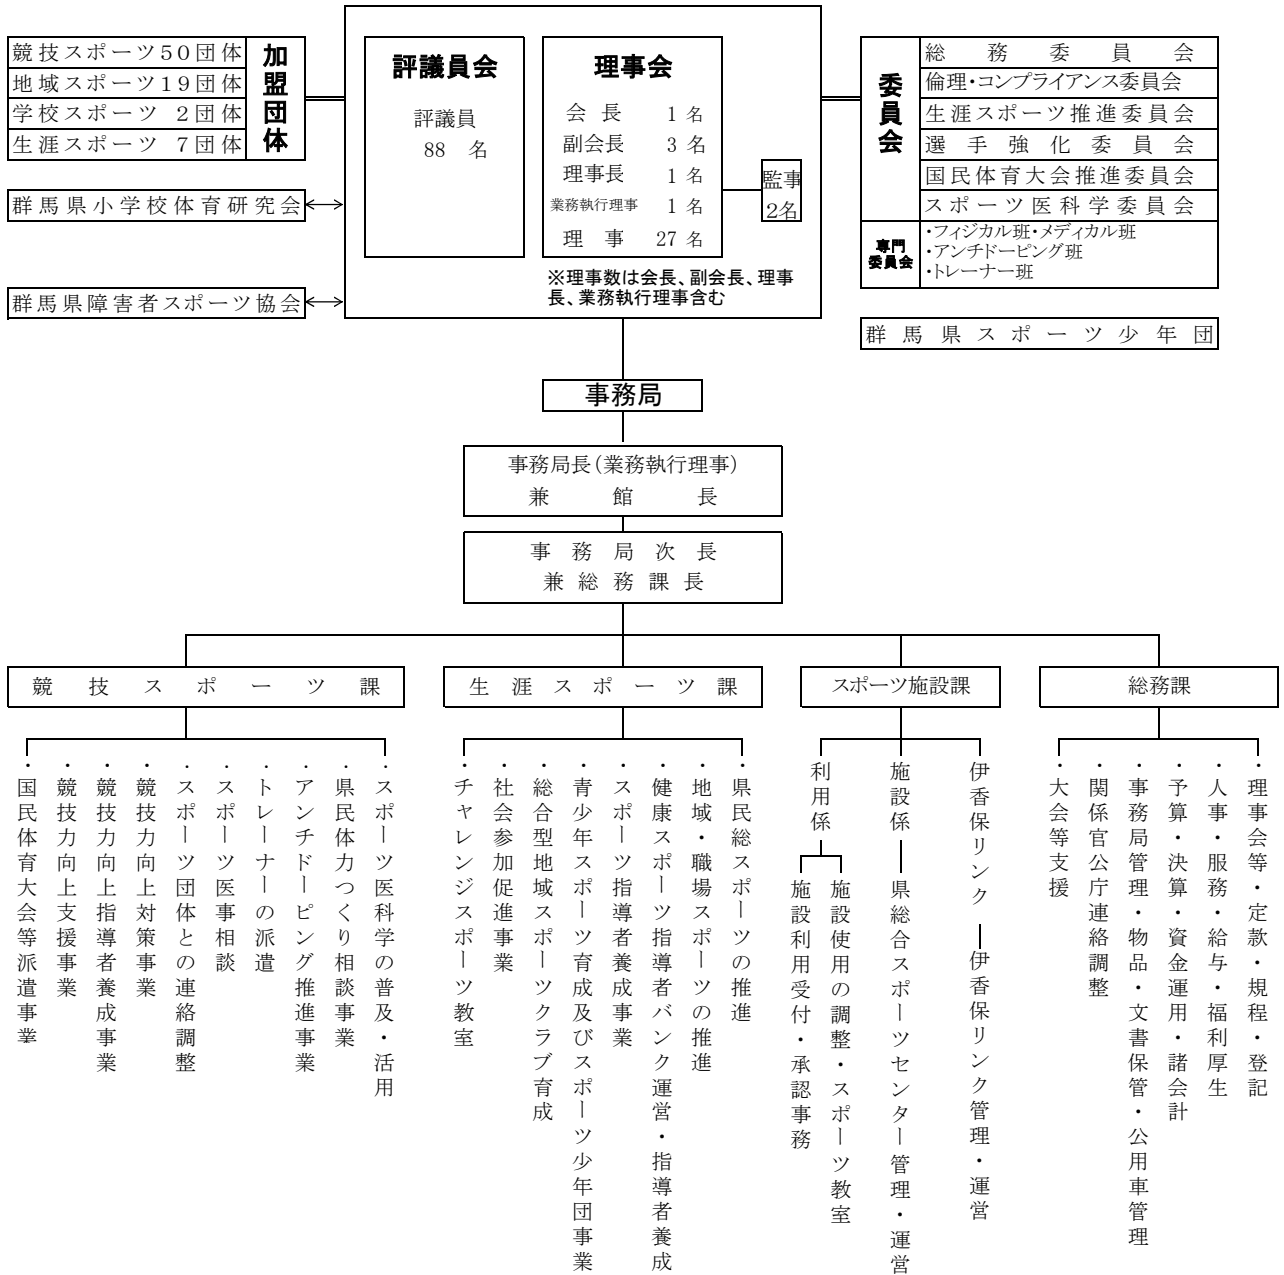 競技スポーツ50団体
地域スポーツ19団体
学校スポーツ 2団体
生涯スポーツ 7団体
加盟団体
群馬県小学校体育研究会
群馬県障害者スポーツ協会
評議員会
評議員
88 名
理事会
会 長 1 名
副会長 3 名
理事長 1 名
業務執行理事 1 名
理 事 27 名
※理事数は会長、副会長、理事
長、業務執行理事含む
監事
2名
委員会
総務委員会
倫理・コンプライアンス委員会
生涯スポーツ推進委員会
選手強化委員会
国民体育大会推進委員会
スポーツ医科学委員会
専門
委員会
・フィジカル班・メディカル班
・アンチドーピング班
・トレーナー班
群馬県スポーツ少年団
事務局
事務局長(業務執行理事)
兼 館 長
事務局次長
兼総務課長
競技スポーツ課
・国民体育大会等派遣事業
・競技力向上支援事業
・競技力向上指導者養成事業
・競技力向上対策事業
・スポーツ団体との連絡調整
・スポーツ医事相談
・トレーナーの派遣
・アンチドーピング推進事業
・県民体力つくり相談事業
・スポーツ医科学の普及・活用
生涯スポーツ課
・チャレンジスポーツ教室
・社会参加促進事業
・総合型地域スポーツクラブ育成
・青少年スポーツ育成及びスポーツ少年団事業
・スポーツ指導者養成事業
・健康スポーツ指導者バンク運営・指導者養成
・地域・職場スポーツの推進
・県民総スポーツの推進
スポーツ施設課
利用係
施設利用受付・承認事務
施設使用の調整・スポーツ教室
施設係
県総合スポーツセンター管理・運営
伊香保リンク
伊香保リンク管理・運営
総務課
・大会等支援
・関係官公庁連絡調整
・事務局管理・物品・文書保管・公用車管理
・予算・決算・資金運用・諸会計
・人事・服務・給与・福利厚生
・理事会等・定款・規程・登記